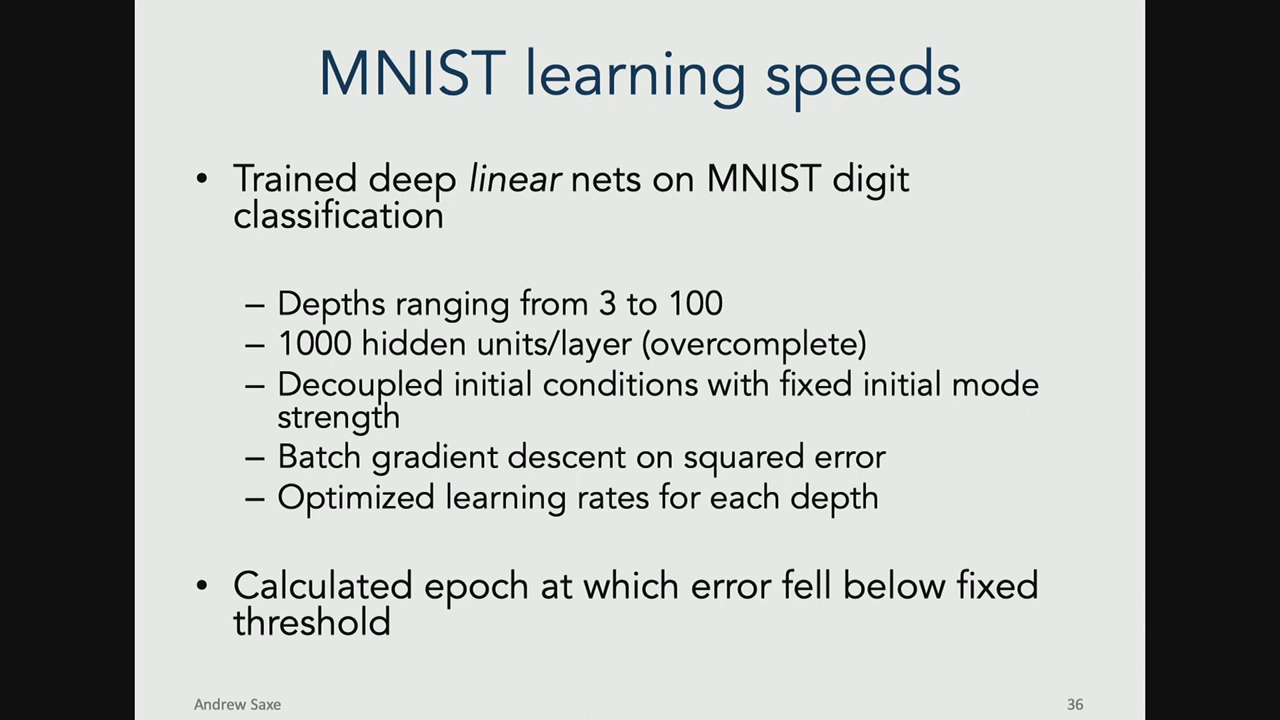 MNIST learning speeds
• Trained deep linear nets on MNIST digit
classification
– Depths ranging from 3 to 100
– 1000 hidden units/layer (overcomplete)
– Decoupled initial conditions with fixed initial mode
strength
– Batch gradient descent on squared error
– Optimized learning rates for each depth
• Calculated epoch at which error fell below fixed
threshold
Andrew Saxe
36